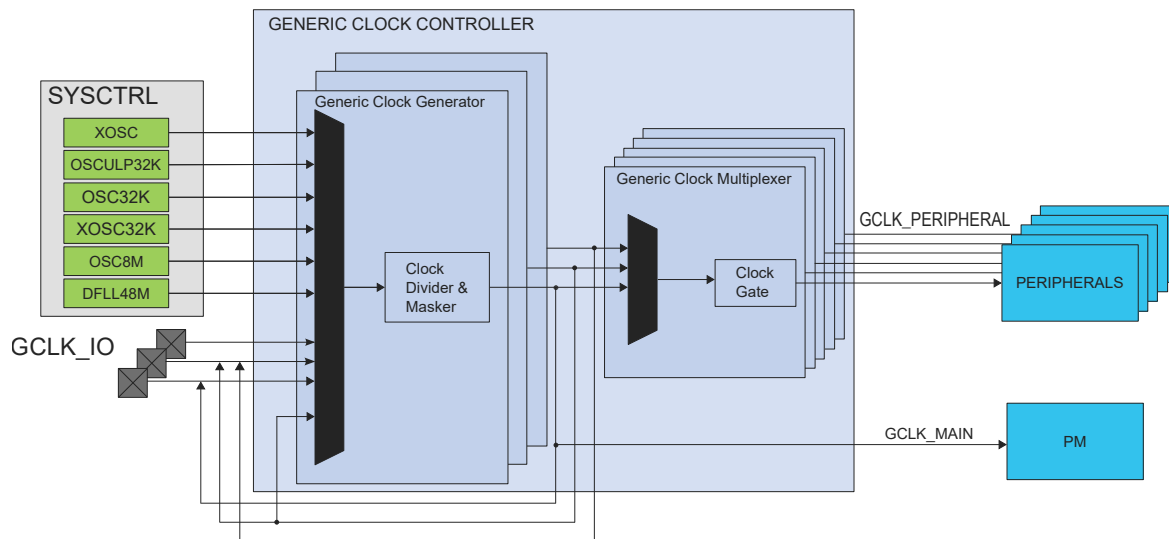 GENERIC CLOCK CONTROLLER
SYSCTRL
XOSC
OSCULP32K
OSC32K
XOSC32K
OSC8M
DFLL48M
GCLK_IO
Generic Clock Generator
Clock
Divider &
Masker
Generic Clock Multiplexer
Clock
Gate
GCLK_PERIPHERAL
PERIPHERALS
GCLK_MAIN
PM